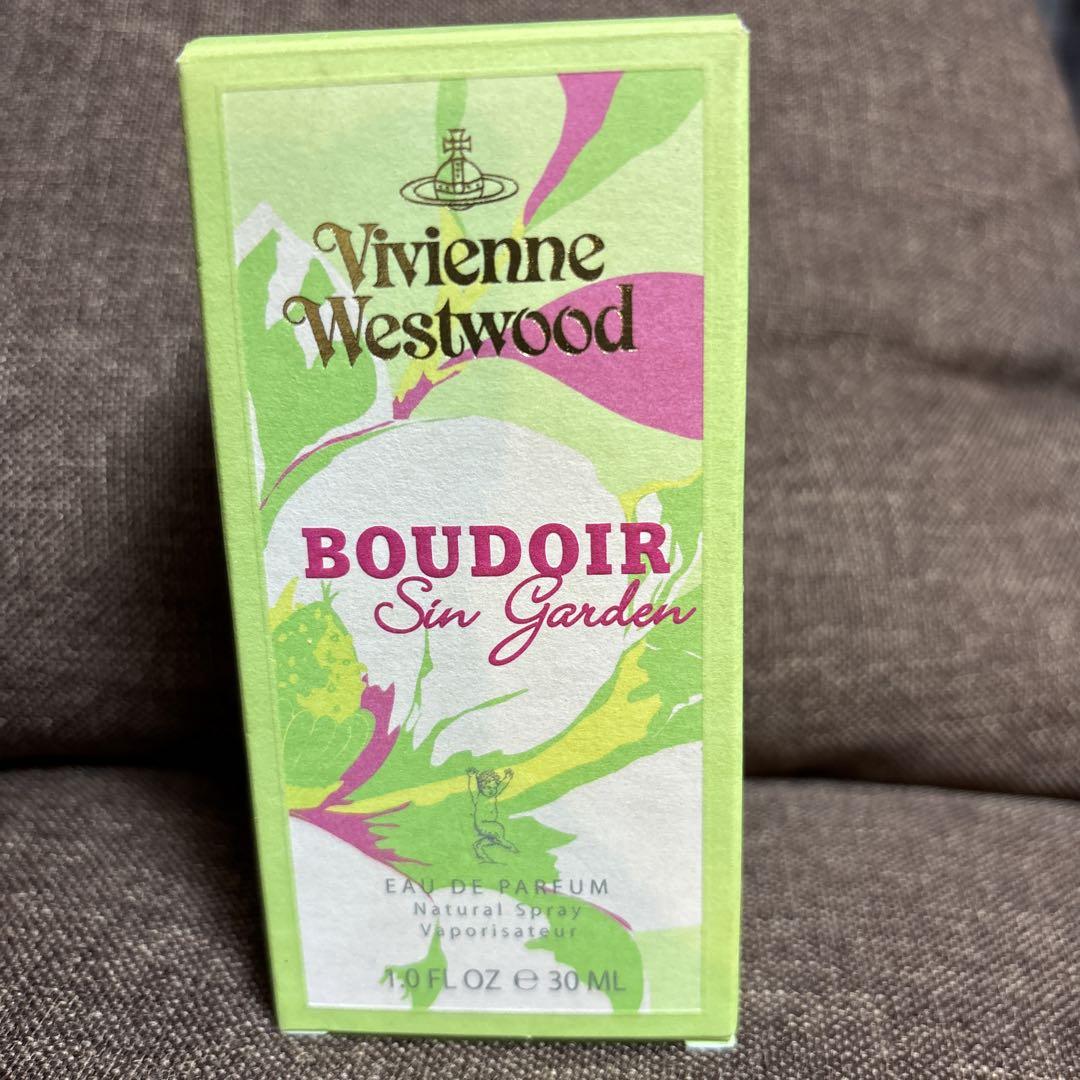 Vivienne
Westwood
BOUDOIR
Sin Garden
EAU DE PARFUM
Natural Spray
Vaporisateur
1.0 FL OZ ℮ 30 ML